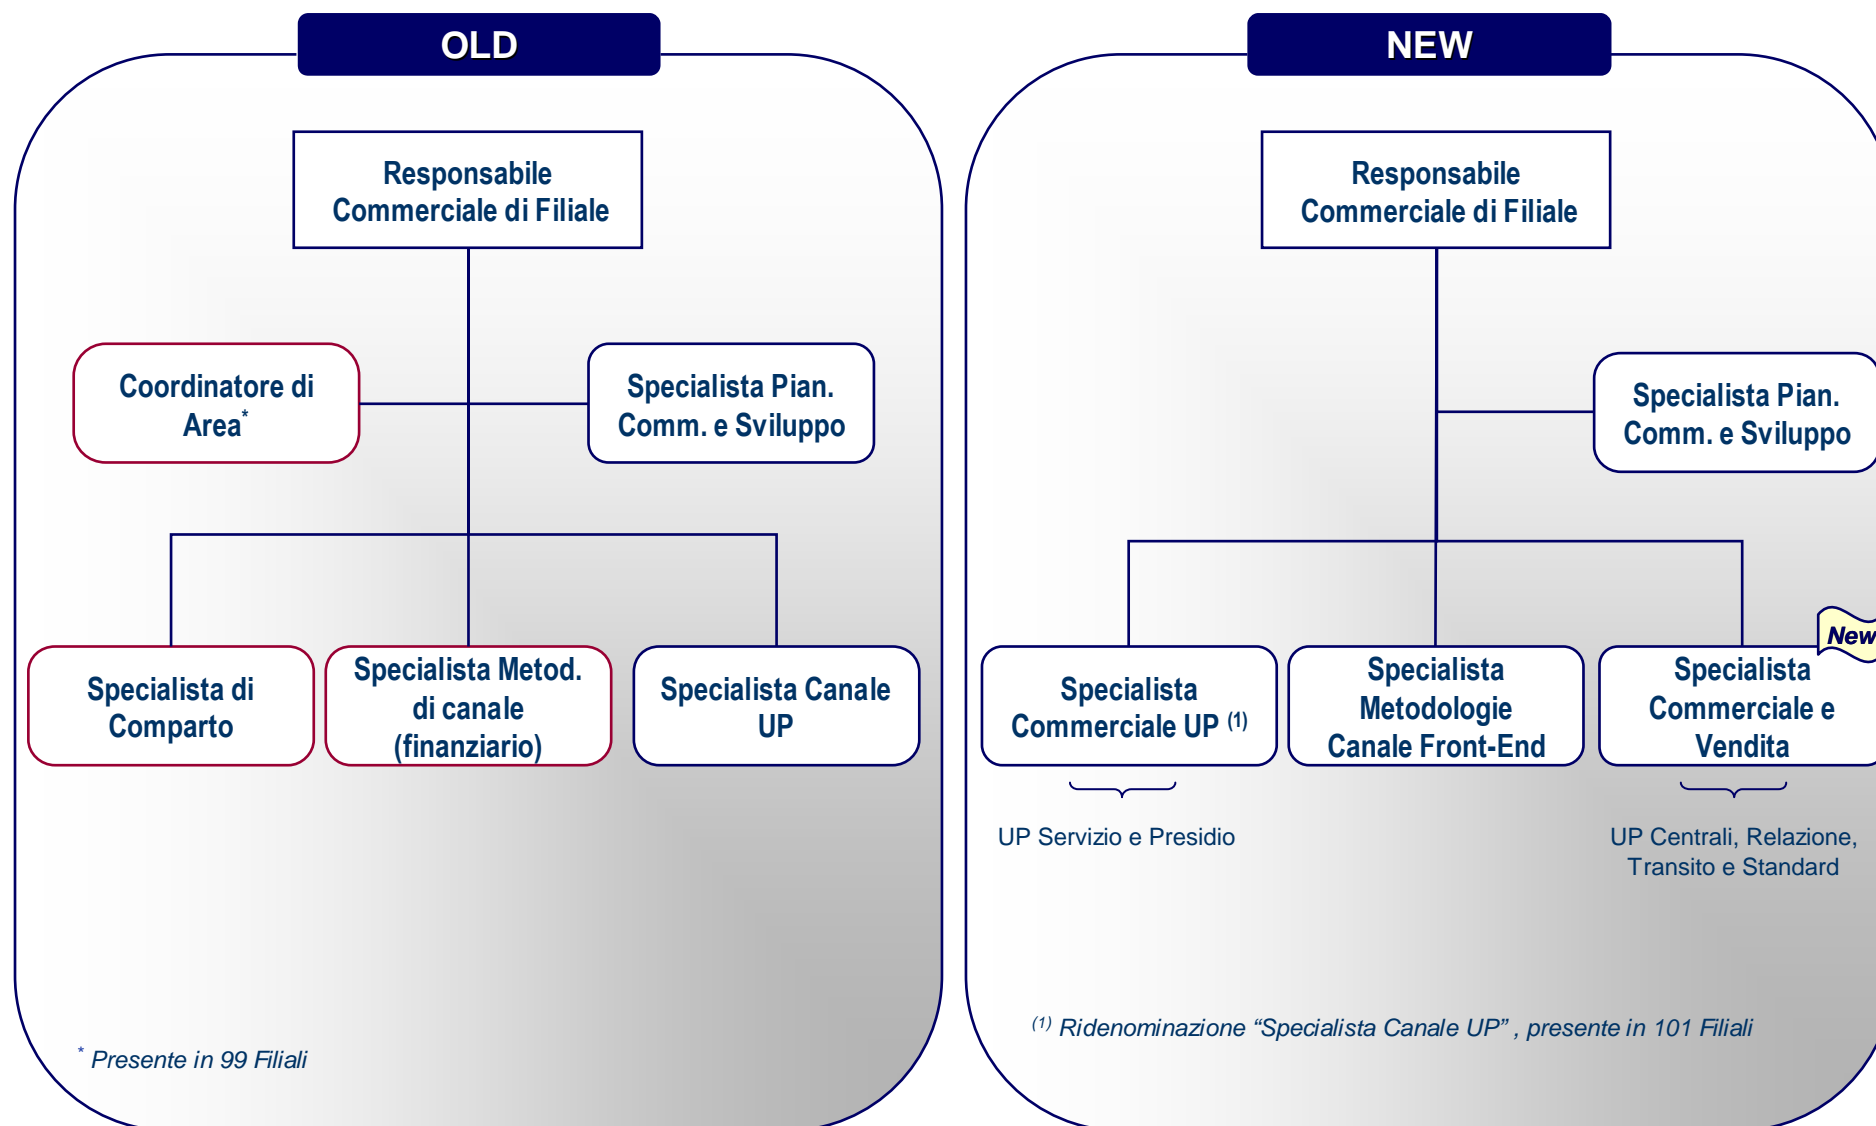 OLD
Responsabile
Commerciale di Filiale
Coordinatore di
Area*
Specialista Pian.
Comm. e Sviluppo
Specialista di
Comparto
Specialista Metod.
di canale
(finanziario)
Specialista Canale
UP
* Presente in 99 Filiali
NEW
Responsabile
Commerciale di Filiale
Specialista Pian.
Comm. e Sviluppo
New
Specialista
Commerciale UP (1)
Specialista
Metodologie
Canale Front-End
Specialista
Commerciale e
Vendita
UP Servizio e Presidio
UP Centrali, Relazione,
Transito e Standard
(1) Ridenominazione “Specialista Canale UP” , presente in 101 Filiali